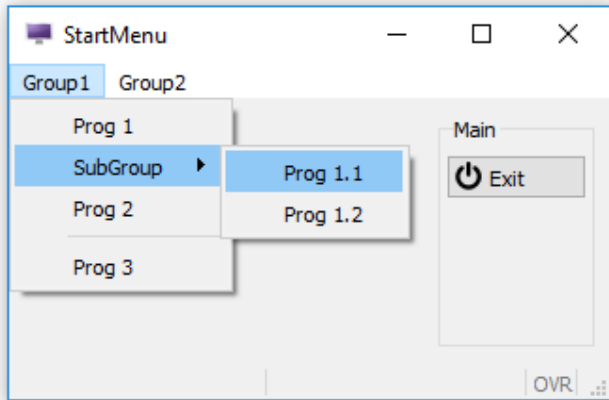 StartMenu
Group1 Group2
Prog 1
SubGroup
Prog 2
Prog 3
Prog 1.1
Prog 1.2
Main
Exit
OVR